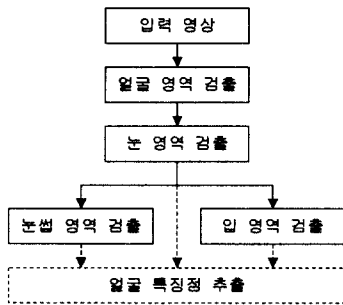 입력 영상
얼굴 영역 검출
눈 영역 검출
눈썹 영역 검출
입 영역 검출
얼굴 특징점 추출